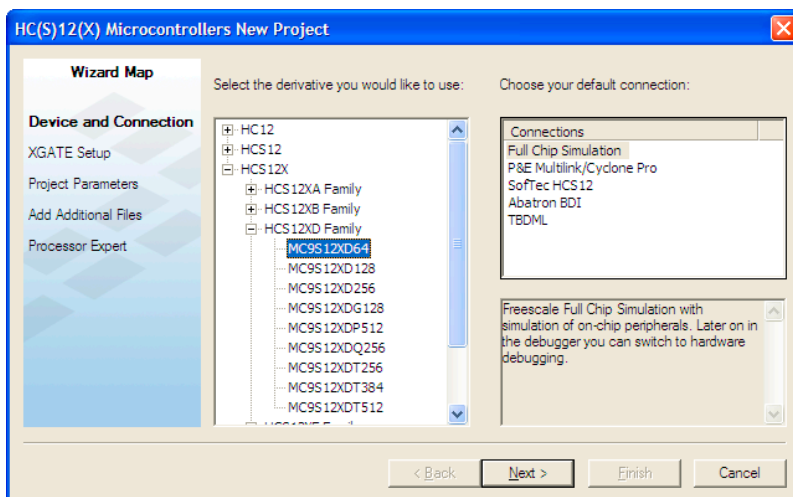 HC(S)12(X) Microcontrollers New Project
Wizard Map
Device and Connection
XGATE Setup
Project Parameters
Add Additional Files
Processor Expert
Select the derivative you would like to use:
HC12
HCS12
HCS12X
HCS12XA Family
HCS12XB Family
HCS12XD Family
MC9S12XD64
MC9S12XD128
MC9S12XD256
MC9S12XDG128
MC9S12XDP512
MC9S12XDQ256
MC9S12XDT256
MC9S12XDT384
MC9S12XDT512
Choose your default connection:
Connections
Full Chip Simulation
P&E Multilink/Cyclone Pro
SofTec HCS12
Abatron BDI
TBDML
Freescale Full Chip Simulation with
simulation of on-chip peripherals. Later on in
the debugger you can switch to hardware
debugging.
< Back
Next >
Finish
Cancel